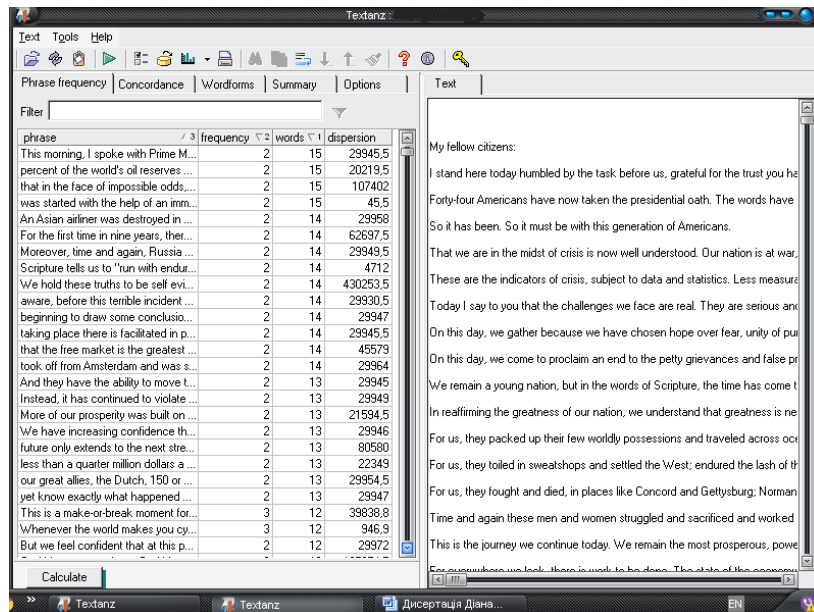 Textanz :
Text Tools Help
Phrase frequency Concordance Wordforms Summary Options
Filter
phrase / 3 frequency ▽ 2 words ▽ 1 dispersion
This morning, I spoke with Prime M... 2 15 29945,5
percent of the world's oil reserves ... 2 15 20219,5
that in the face of impossible odds,... 2 15 107402
was started with the help of an imm... 2 15 45,5
An Asian airliner was destroyed in ... 2 14 29958
For the first time in nine years, ther... 2 14 62697,5
Moreover, time and again, Russia ... 2 14 29949,5
Scripture tells us to "run with endur... 2 14 4712
We hold these truths to be self evi... 2 14 430253,5
aware, before this terrible incident ... 2 14 29930,5
beginning to draw some conclusio... 2 14 29947
taking place there is facilitated in p... 2 14 29945,5
that the free market is the greatest ... 2 14 45579
took off from Amsterdam and was s... 2 14 29964
And they have the ability to move t... 2 13 29945
Instead, it has continued to violate ... 2 13 29949
More of our prosperity was built on ... 2 13 21594,5
We have increasing confidence th... 2 13 29946
future only extends to the next stre... 2 13 80580
less than a quarter million dollars a ... 2 13 22349
our great allies, the Dutch, 150 or ... 2 13 29954,5
yet know exactly what happened ... 2 13 29947
This is a make-or-break moment for... 3 12 39838,8
Whenever the world makes you cy... 3 12 946,9
But we feel confident that at this p... 2 12 29972
Calculate
Text
My fellow citizens:
I stand here today humbled by the task before us, grateful for the trust you ha
Forty-four Americans have now taken the presidential oath. The words have
So it has been. So it must be with this generation of Americans.
That we are in the midst of crisis is now well understood. Our nation is at war,
These are the indicators of crisis, subject to data and statistics. Less measura
Today I say to you that the challenges we face are real. They are serious and
On this day, we gather because we have chosen hope over fear, unity of pur
On this day, we come to proclaim an end to the petty grievances and false pr
We remain a young nation, but in the words of Scripture, the time has come t
In reaffirming the greatness of our nation, we understand that greatness is ne
For us, they packed up their few worldly possessions and traveled across oce
For us, they toiled in sweatshops and settled the West; endured the lash of th
For us, they fought and died, in places like Concord and Gettysburg; Norman
Time and again these men and women struggled and sacrificed and worked
This is the journey we continue today. We remain the most prosperous, powe
For everywhere we look, there is work to be done. The state of the economy
Textanz Textanz Дисертація Діана... EN